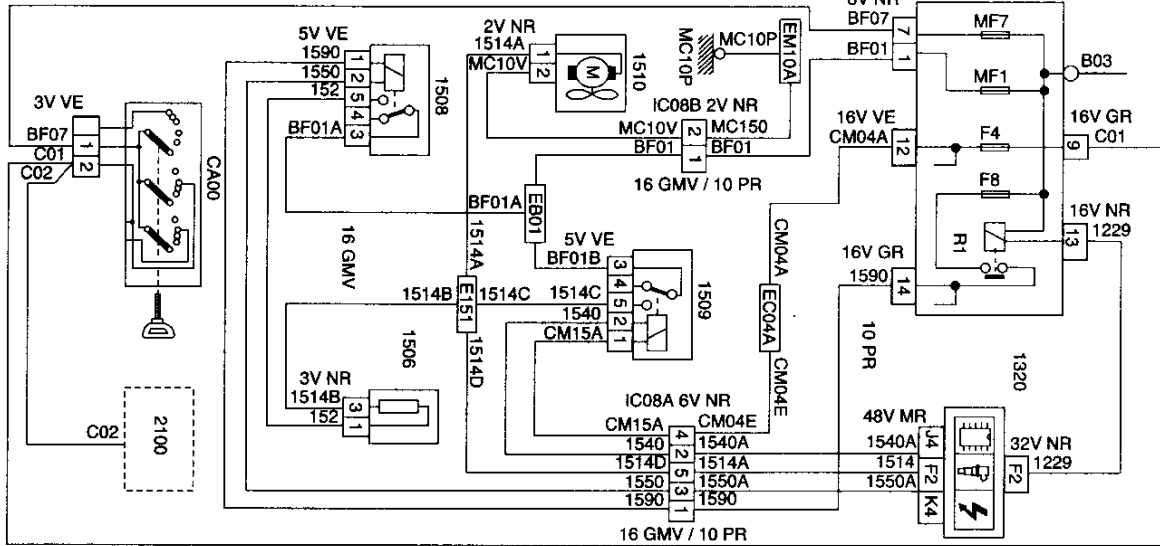 8V NR
BF07
7
MF7
BF01
1
MF1
B03
16V VE
CM04A
12
F4
16V GR
9
C01
F8
R1
16V NR
1229
13
16V GR
1590
14
10 PR
5V VE
1590
1
1550
2
152
5
4
BF01A
3
1508
2V NR
1514A
1
MC10V
2
M
1510
MC10P
MC10P
EM10A
IC08B 2V NR
MC10V
2
MC150
BF01
1
BF01
16 GMV / 10 PR
3V VE
BF07
1
C01
2
C02
CA00
BF01A
EB01
16 GMV
1514A
5V VE
BF01B
3
4
1514C
5
1540
2
CM15A
1
1509
1514B
E151
1514C
1514D
CM04A
EC04A
CM04E
1506
3V NR
1514B
3
152
1
2100
C02
IC08A 6V NR
CM15A
4
CM04E
1540
2
1540A
1514D
5
1514A
1550
3
1550A
1590
1
1590
16 GMV / 10 PR
1320
48V MR
1540A
J4
1514
F2
1550A
K4
32V NR
F2
1229